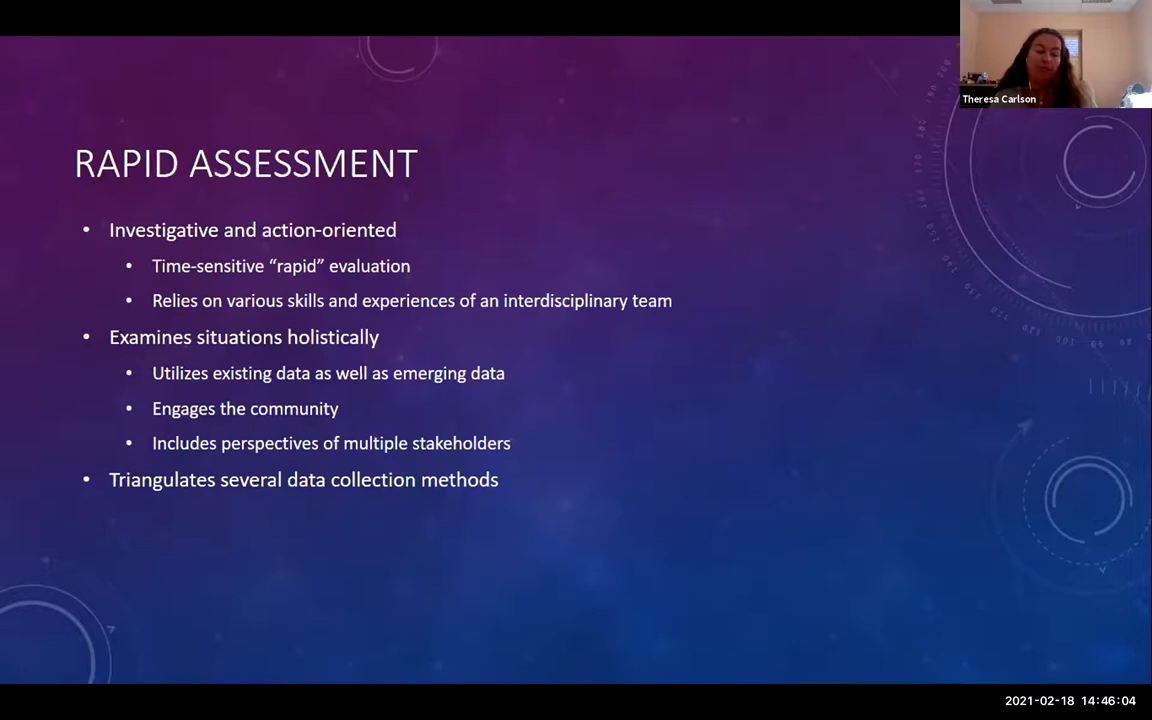 Theresa Carlson
RAPID ASSESSMENT
• Investigative and action-oriented
• Time-sensitive “rapid” evaluation
• Relies on various skills and experiences of an interdisciplinary team
• Examines situations holistically
• Utilizes existing data as well as emerging data
• Engages the community
• Includes perspectives of multiple stakeholders
• Triangulates several data collection methods
2021-02-18 14:46:04